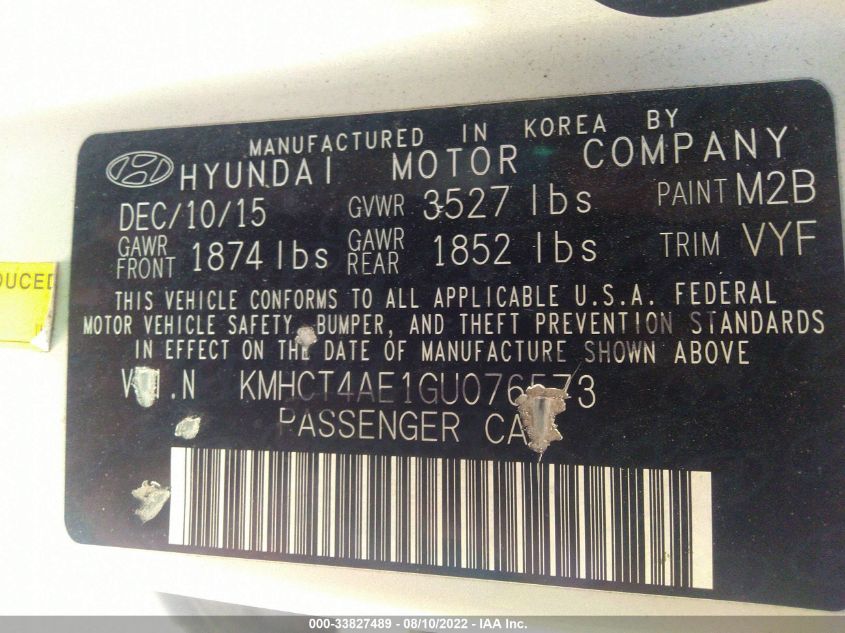 MANUFACTURED IN KOREA BY
HYUNDAI MOTOR COMPANY
DEC/10/15 GVWR 3527 lbs PAINT M2B
GAWR FRONT 1874 lbs GAWR REAR 1852 lbs TRIM VYF
THIS VEHICLE CONFORMS TO ALL APPLICABLE U.S.A. FEDERAL
MOTOR VEHICLE SAFETY, BUMPER, AND THEFT PREVENTION STANDARDS
IN EFFECT ON THE DATE OF MANUFACTURE SHOWN ABOVE
V.I.N KMHCT4AE1GU076573
PASSENGER CAR
DUCED
000-33827489 - 08/10/2022 - IAA Inc.